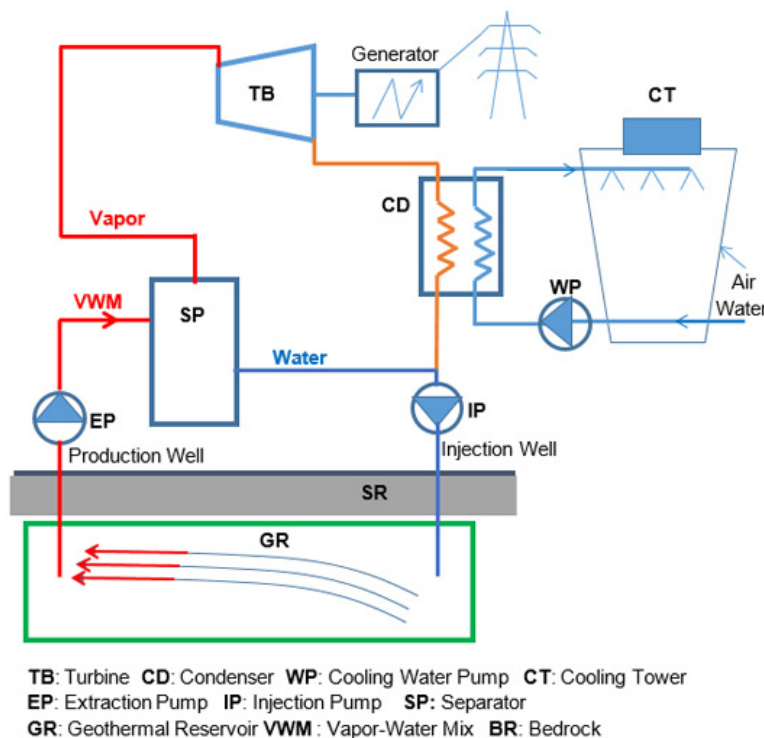 Generator
TB
CT
CD
Vapor
VWM
SP
WP
Air
Water
Water
EP
IP
Production Well
Injection Well
SR
GR
TB: Turbine CD: Condenser WP: Cooling Water Pump CT: Cooling Tower
EP: Extraction Pump IP: Injection Pump SP: Separator
GR: Geothermal Reservoir VWM : Vapor-Water Mix BR: Bedrock